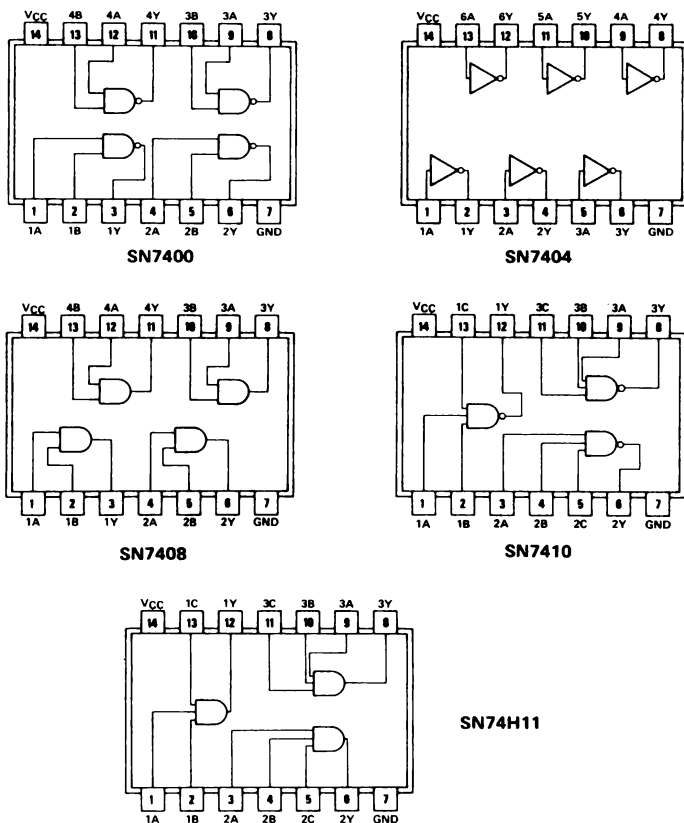 VCC 4B 4A 4Y 3B 3A 3Y
14 13 12 11 10 9 8
1 2 3 4 5 6 7
1A 1B 1Y 2A 2B 2Y GND
SN7400
VCC 6A 6Y 5A 5Y 4A 4Y
14 13 12 11 10 9 8
1 2 3 4 5 6 7
1A 1Y 2A 2Y 3A 3Y GND
SN7404
VCC 4B 4A 4Y 3B 3A 3Y
14 13 12 11 10 9 8
1 2 3 4 5 6 7
1A 1B 1Y 2A 2B 2Y GND
SN7408
VCC 1C 1Y 3C 3B 3A 3Y
14 13 12 11 10 9 8
1 2 3 4 5 6 7
1A 1B 2A 2B 2C 2Y GND
SN7410
VCC 1C 1Y 3C 3B 3A 3Y
14 13 12 11 10 9 8
1 2 3 4 5 6 7
1A 1B 2A 2B 2C 2Y GND
SN74H11